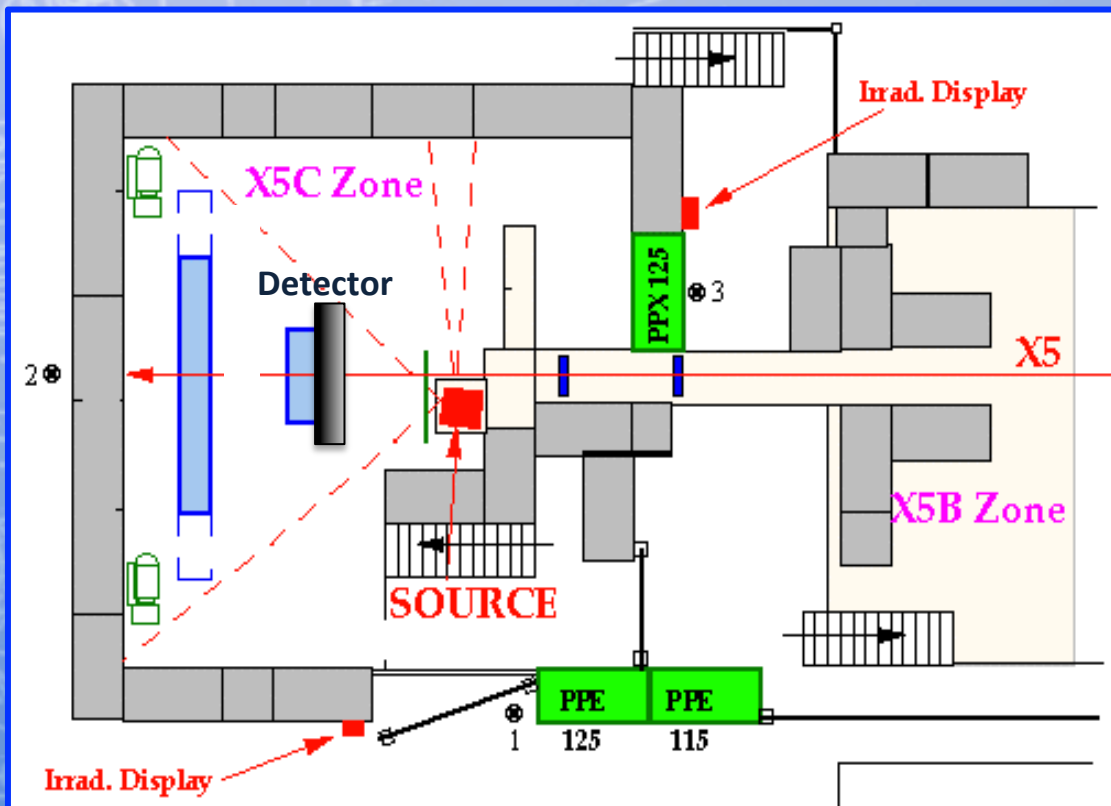 Irrad. Display
X5C Zone
Detector
PPX 125
3
X5
2
X5B Zone
SOURCE
PPE
PPE
125
115
1
Irrad. Display